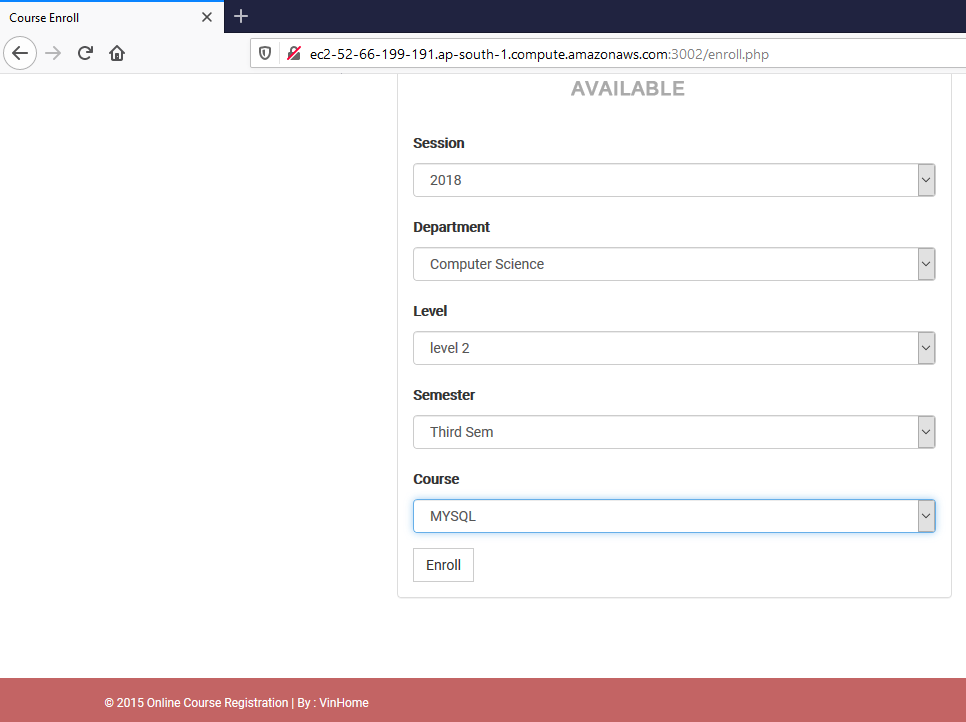 Course Enroll
ec2-52-66-199-191.ap-south-1.compute.amazonaws.com:3002/enroll.php
AVAILABLE
Session
2018
Department
Computer Science
Level
level 2
Semester
Third Sem
Course
MYSQL
Enroll
© 2015 Online Course Registration | By : VinHome